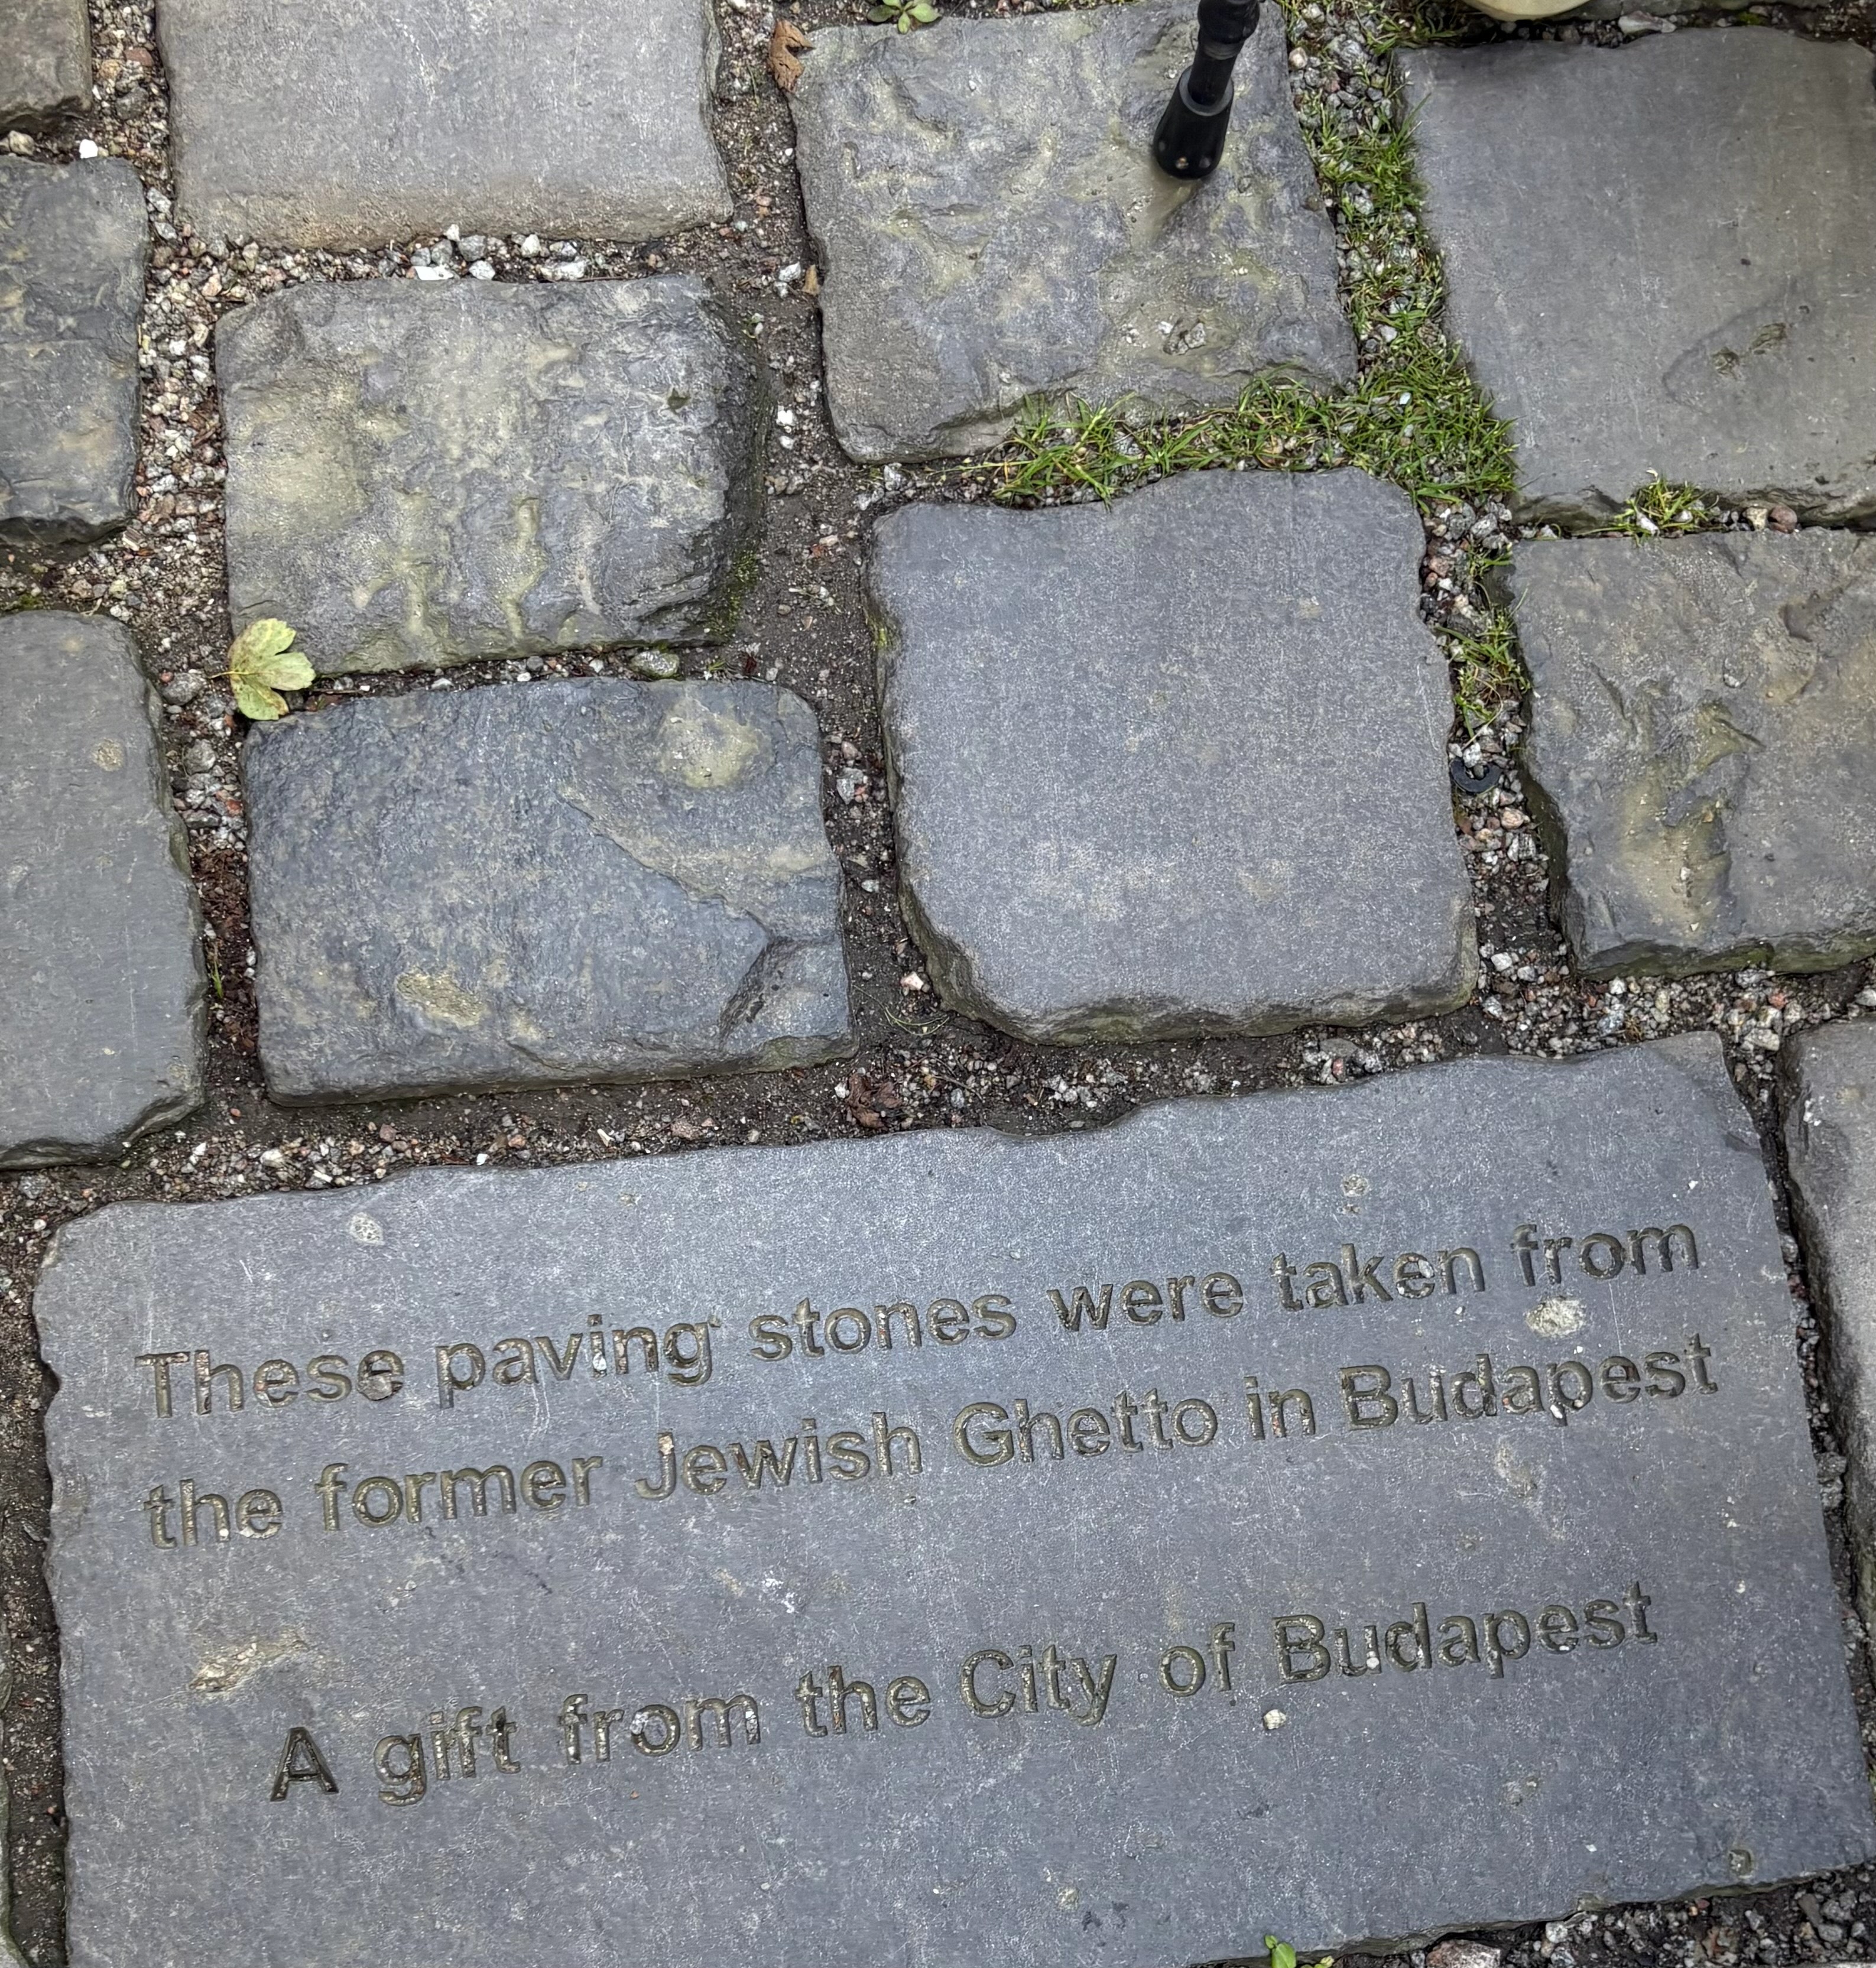 These paving stones were taken from
the former Jewish Ghetto in Budapest
A gift from the City of Budapest